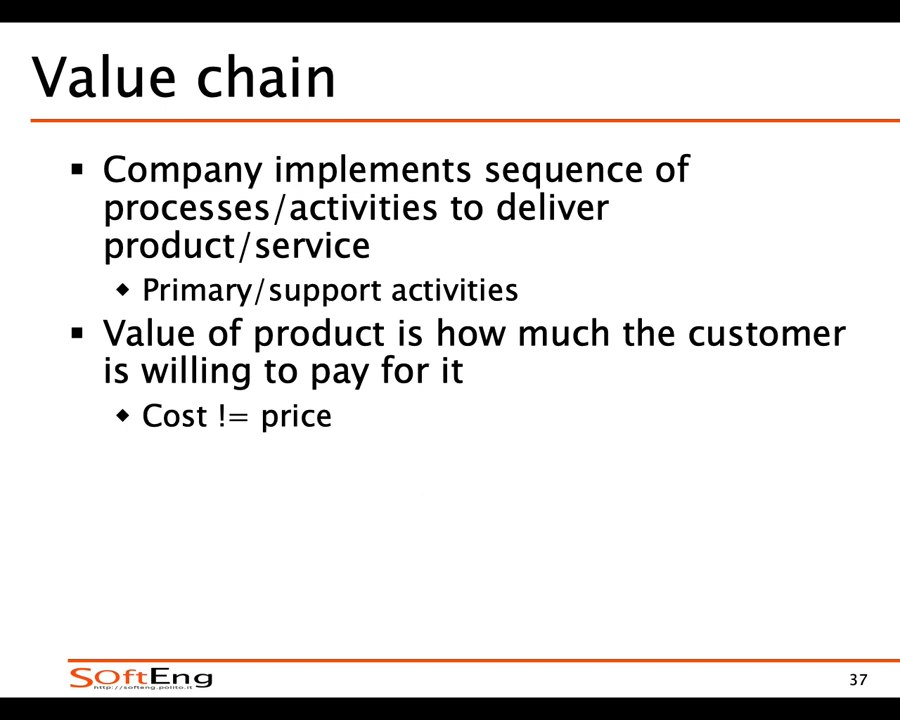 Value chain
▪ Company implements sequence of
processes/activities to deliver
product/service
◆ Primary/support activities
▪ Value of product is how much the customer
is willing to pay for it
◆ Cost != price
SOftEng
http://softeng.polito.it
37